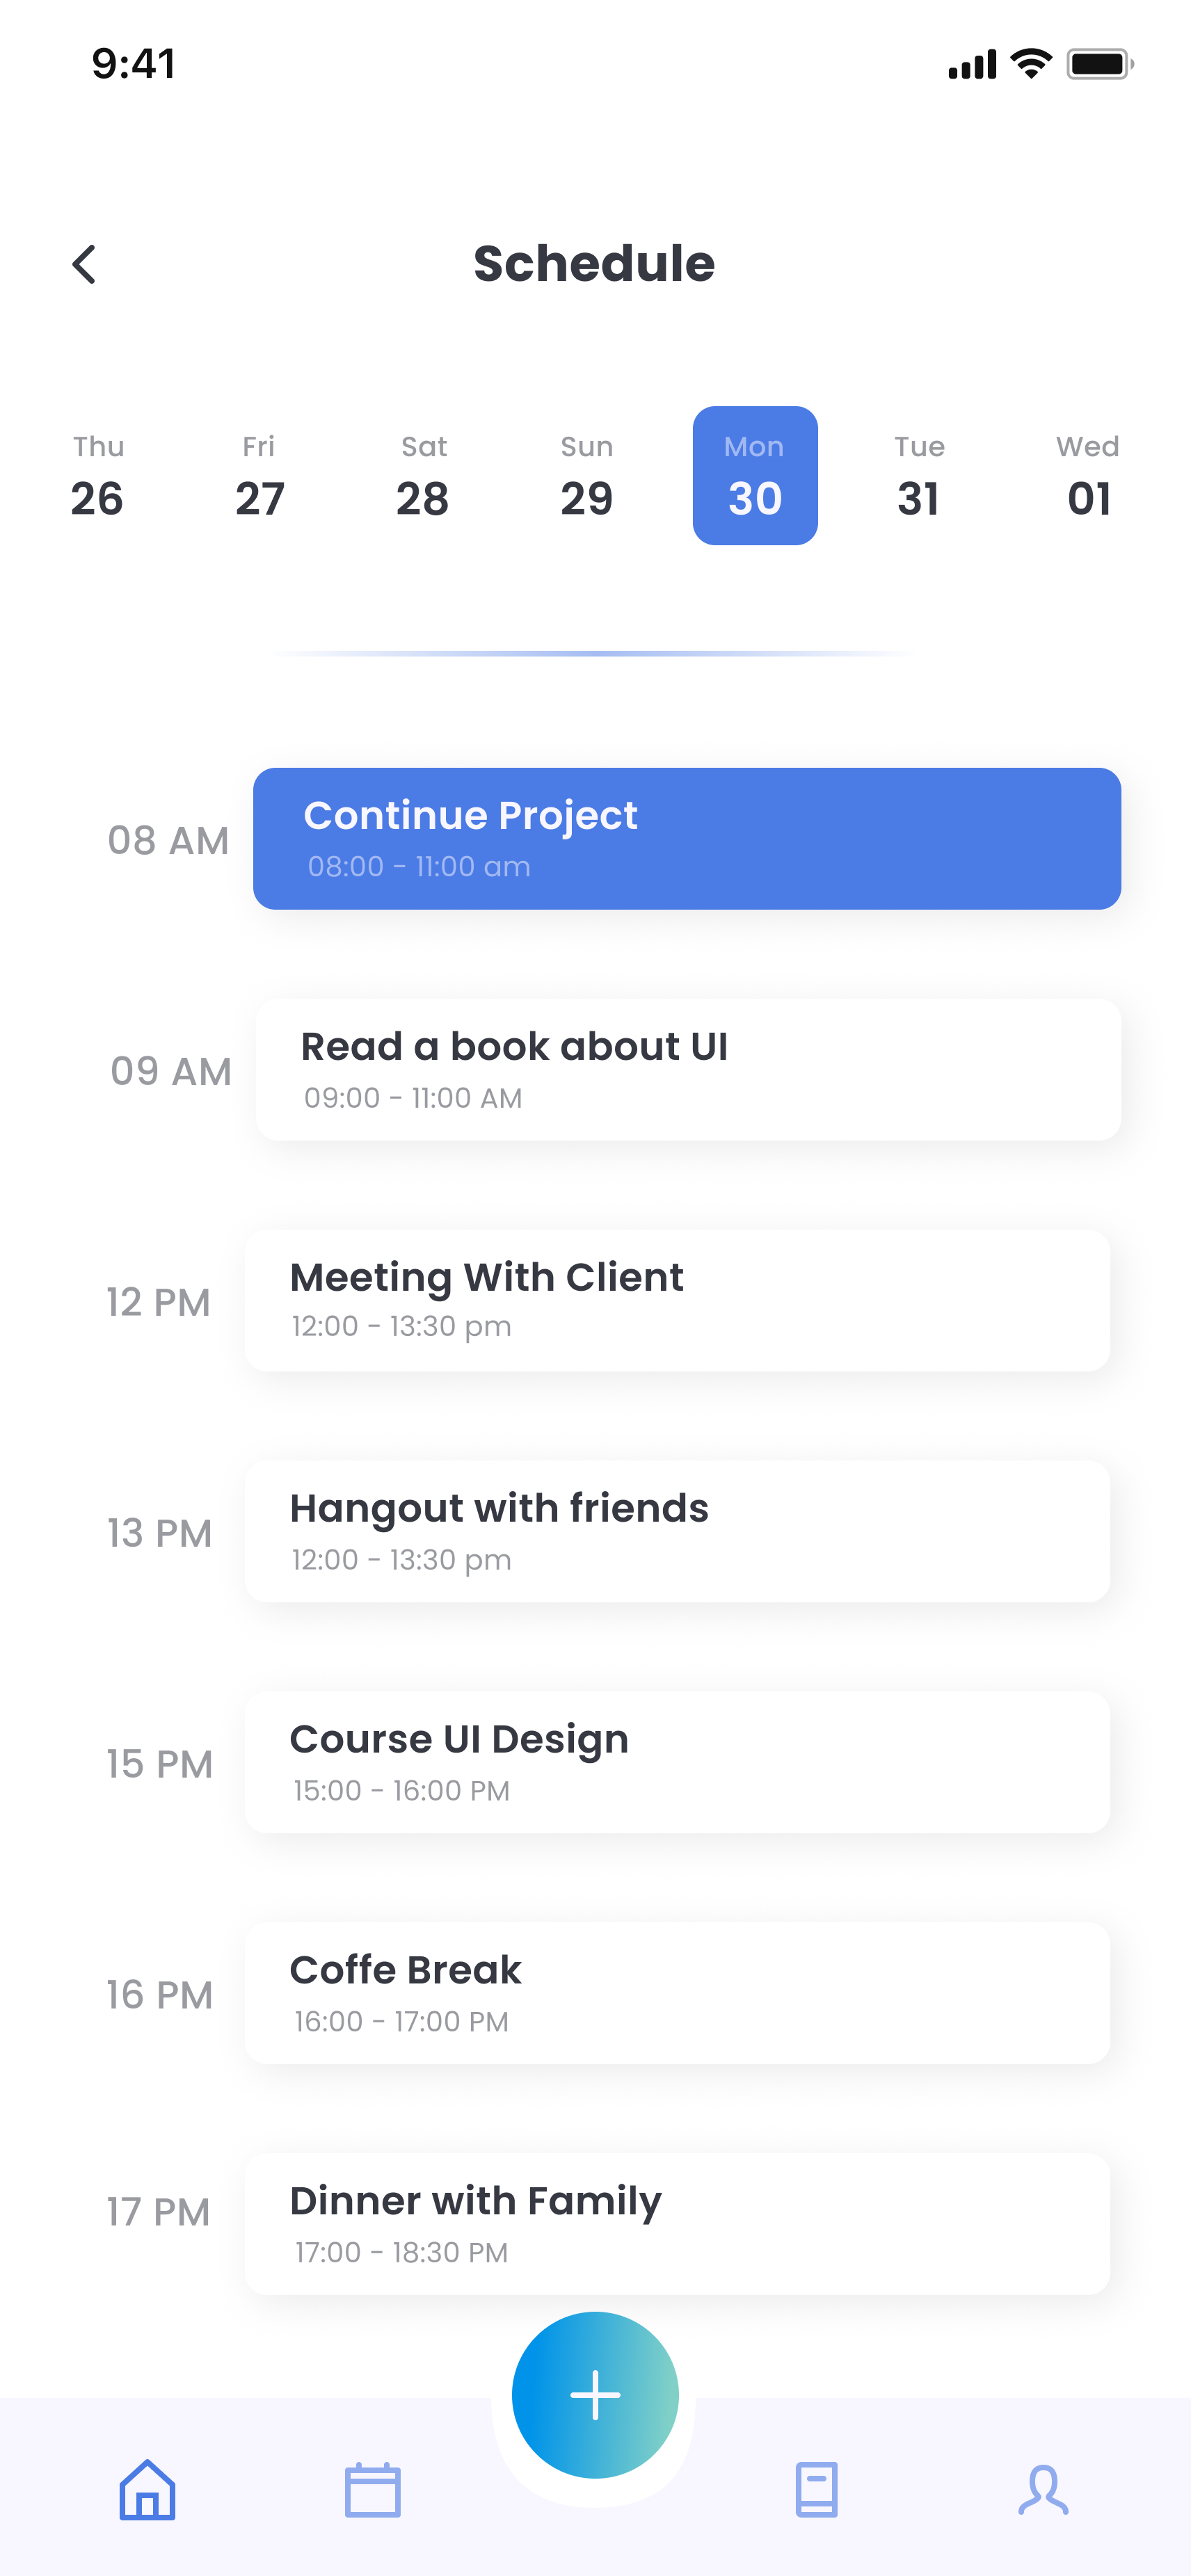 9:41
Schedule
Thu Fri Sat Sun Mon Tue Wed
26 27 28 29 30 31 01
08 AM
Continue Project
08:00 - 11:00 am
09 AM
Read a book about UI
09:00 - 11:00 AM
12 PM
Meeting With Client
12:00 - 13:30 pm
13 PM
Hangout with friends
12:00 - 13:30 pm
15 PM
Course UI Design
15:00 - 16:00 PM
16 PM
Coffe Break
16:00 - 17:00 PM
17 PM
Dinner with Family
17:00 - 18:30 PM